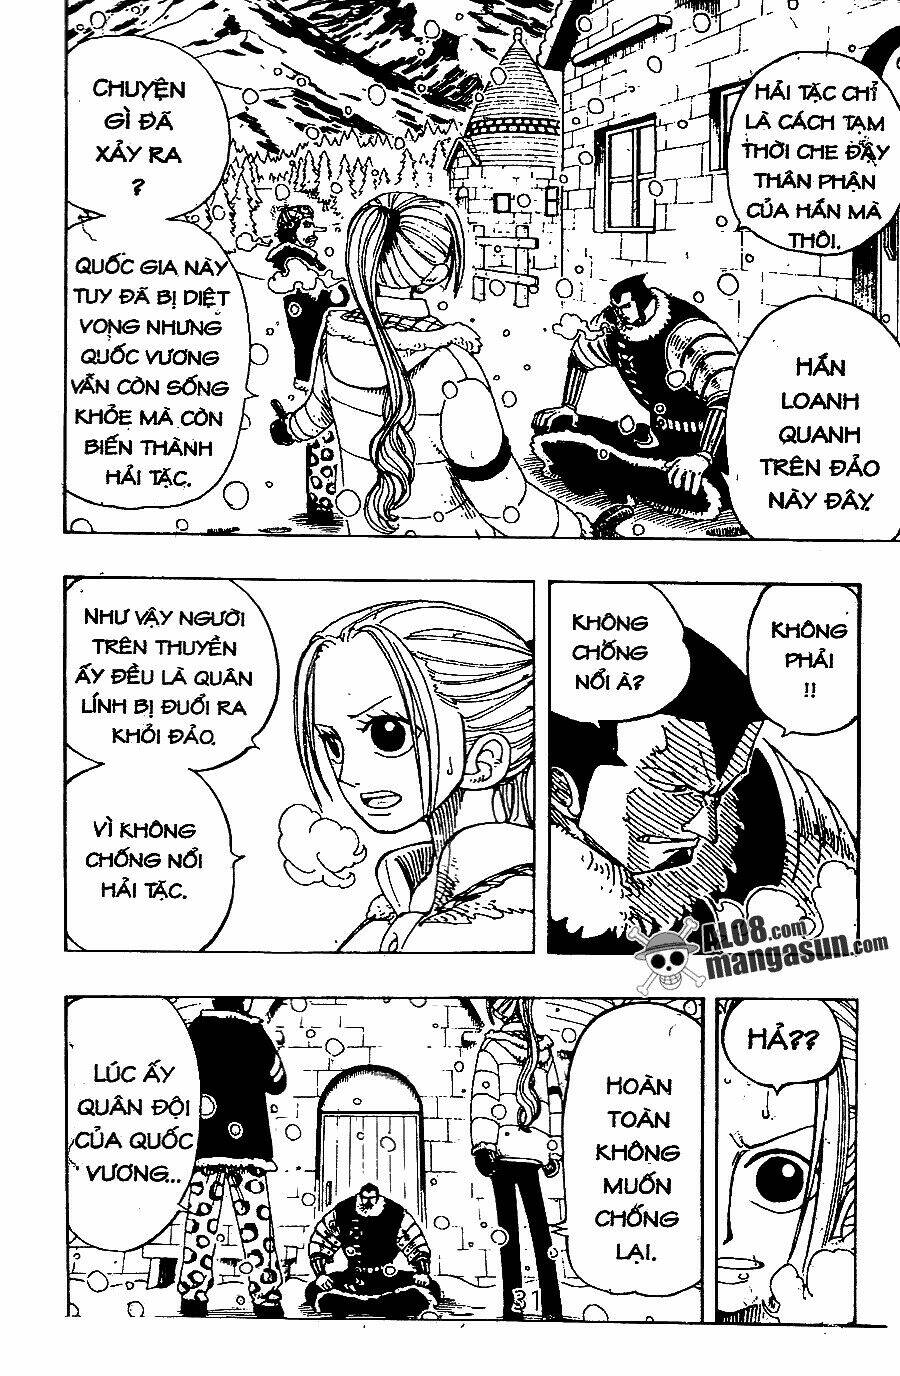 HẢI TẶC CHỈ
LÀ CÁCH TẠM
THỜI CHE ĐẬY
THÂN PHẬN
CỦA HẮN MÀ
THÔI.
HẮN
LOANH
QUANH
TRÊN ĐẢO
NÀY ĐÂY.
CHUYỆN
GÌ ĐÃ
XẢY RA
?
QUỐC GIA NÀY
TUY ĐÃ BỊ DIỆT
VỌNG NHƯNG
QUỐC VƯƠNG
VẪN CÒN SỐNG
KHỎE MÀ CÒN
BIẾN THÀNH
HẢI TẶC.
KHÔNG
PHẢI
!!
KHÔNG
CHỐNG
NỔI À?
NHƯ VẬY NGƯỜI
TRÊN THUYỀN
ẤY ĐỀU LÀ QUÂN
LÍNH BỊ ĐUỔI RA
KHỎI ĐẢO.
VÌ KHÔNG
CHỐNG NỔI
HẢI TẶC.
ALO8.com
mangasun.com
HẢ??
HOÀN
TOÀN
KHÔNG
MUỐN
CHỐNG
LẠI.
LÚC ẤY
QUÂN ĐỘI
CỦA QUỐC
VƯƠNG...
31